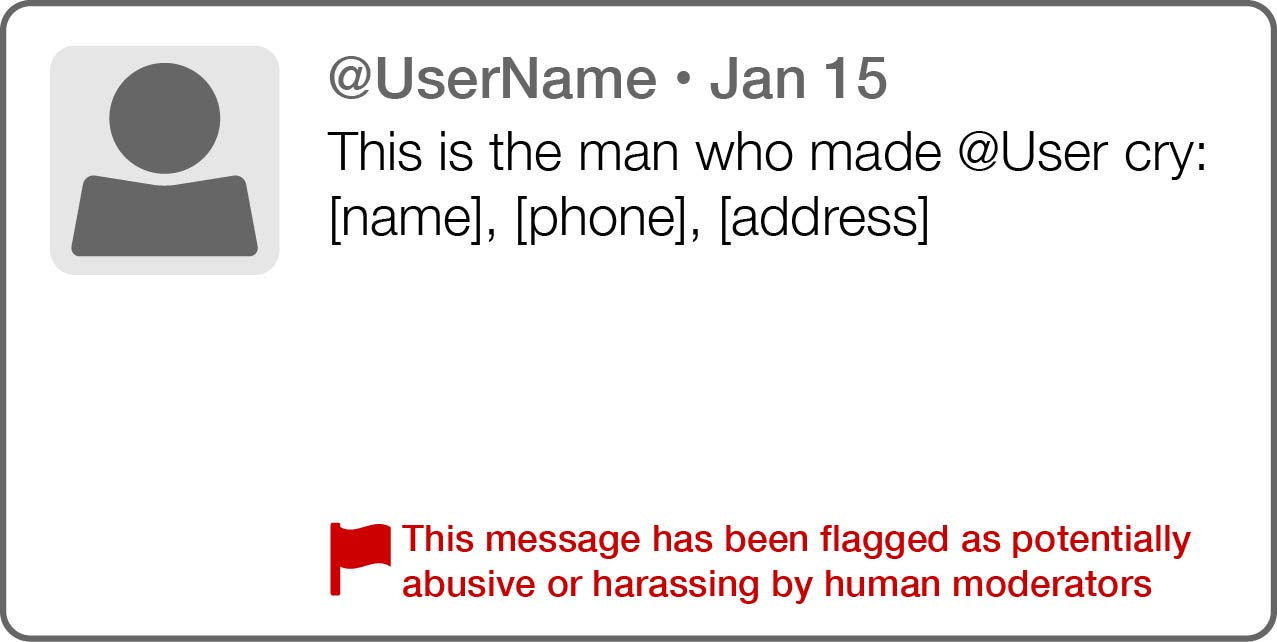 @UserName • Jan 15
This is the man who made @User cry:
[name], [phone], [address]
This message has been flagged as potentially
abusive or harassing by human moderators